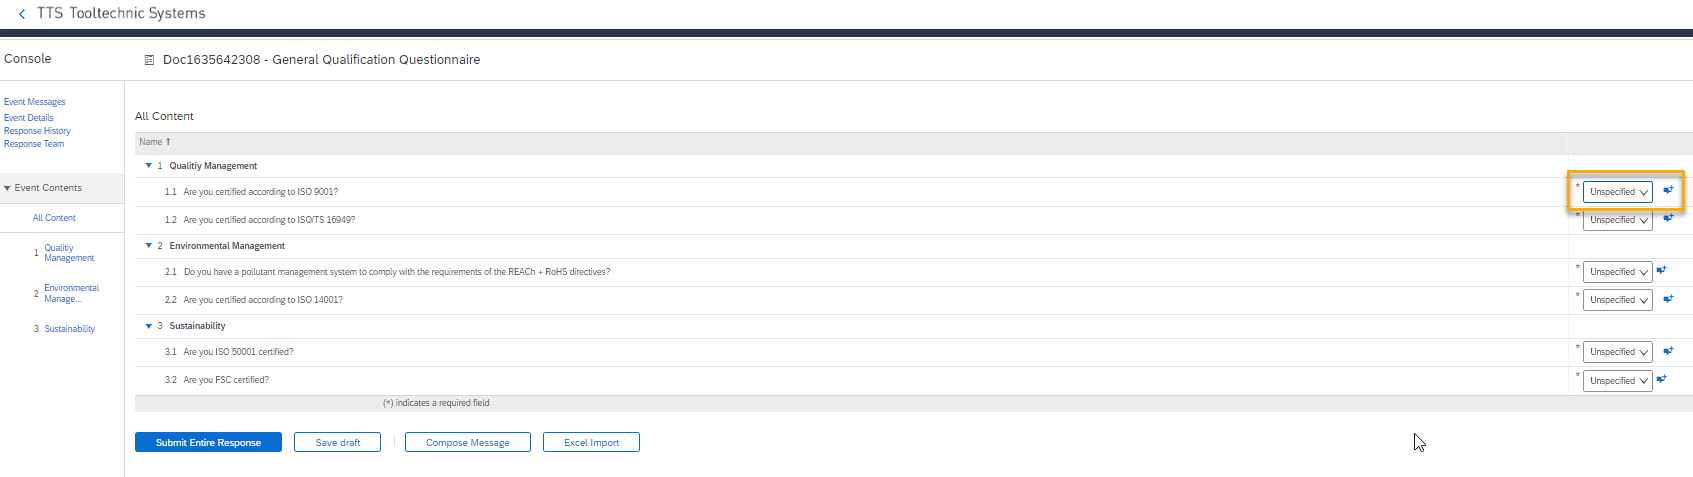 TTS Tooltechnic Systems
Console
Doc1635642308 - General Qualification Questionnaire
Event Messages
Event Details
Response History
Response Team
Event Contents
All Content
1 Qualitiy
Management
2 Environmental
Manage...
3 Sustainability
All Content
Name ↑
1 Qualitiy Management
1.1 Are you certified according to ISO 9001? * Unspecified
1.2 Are you certified according to ISO/TS 16949? * Unspecified
2 Environmental Management
2.1 Do you have a pollutant management system to comply with the requirements of the REACh + RoHS directives? * Unspecified
2.2 Are you certified according to ISO 14001? * Unspecified
3 Sustainability
3.1 Are you ISO 50001 certified? * Unspecified
3.2 Are you FSC certified? * Unspecified
(*) indicates a required field
Submit Entire Response Save draft | Compose Message Excel Import